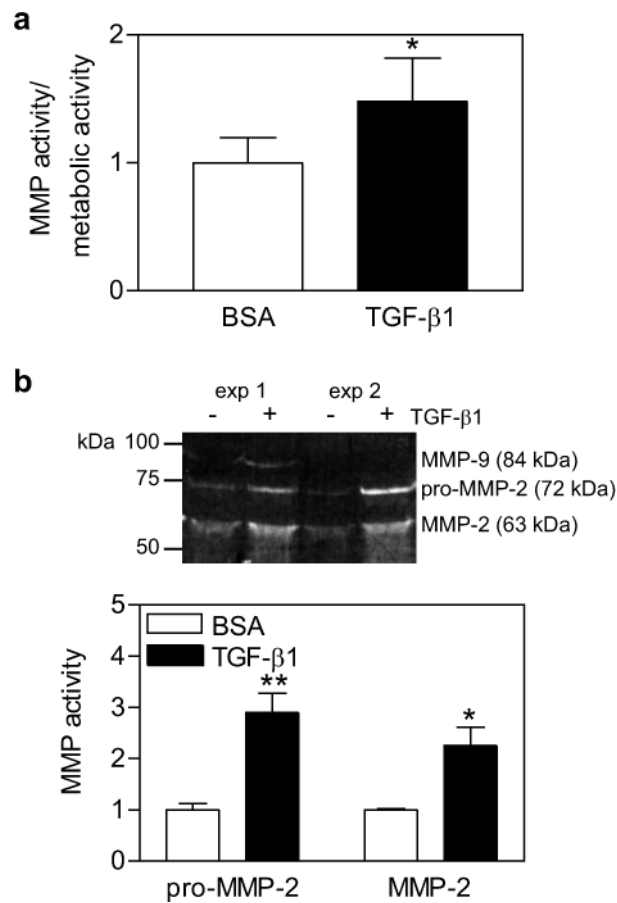 a
MMP activity/
metabolic activity
2
*
1
0
BSA TGF-β1
b
exp 1 exp 2
- + - + TGF-β1
kDa 100
MMP-9 (84 kDa)
75
pro-MMP-2 (72 kDa)
MMP-2 (63 kDa)
50
MMP activity
5
BSA
4
TGF-β1
**
3
*
2
1
0
pro-MMP-2 MMP-2